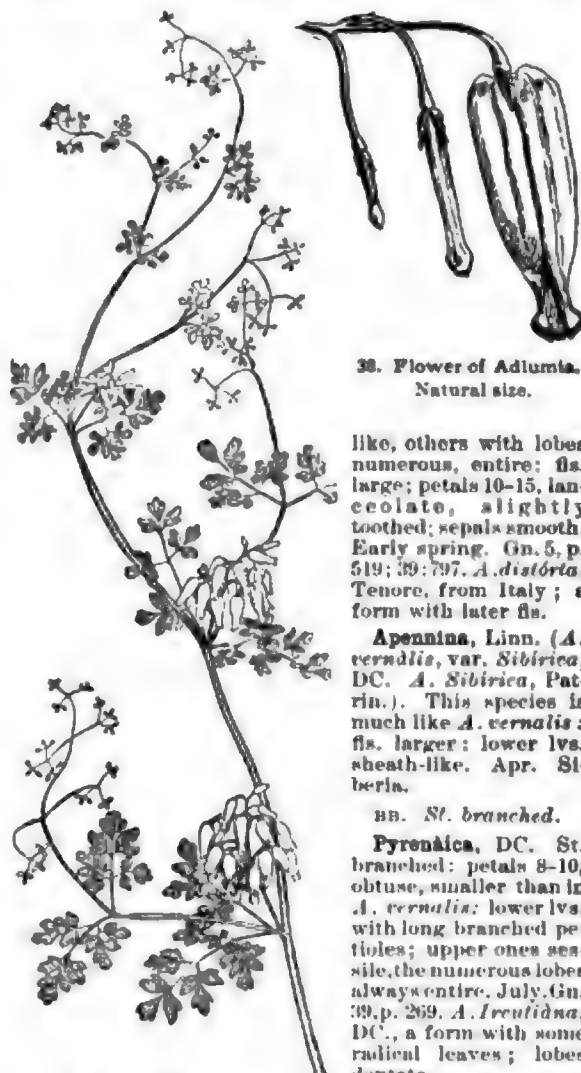 38. Flower of Adlumia.
Natural size.
like, others with lobes
numerous, entire: fls.
large; petals 10-15, lan-
ceolate, slightly
toothed; sepals smooth.
Early spring. Gn. 5, p.
519; 39:797. A. distórta,
Tenore, from Italy; a
form with later fls.
Apennina, Linn. (A.
vernàlis, var. Sibírica,
DC. A. Sibírica, Pat-
rin.). This species is
much like A. vernalis:
fls. larger: lower lvs.
sheath-like. Apr. Si-
beria.
BB. St. branched.
Pyrenàica, DC. St.
branched: petals 8-10,
obtuse, smaller than in
A. vernalis: lower lvs.
with long branched pe-
tioles; upper ones ses-
sile, the numerous lobes
always entire. July. Gn.
39, p. 269. A.
DC., a form with some
radical leaves; lobes